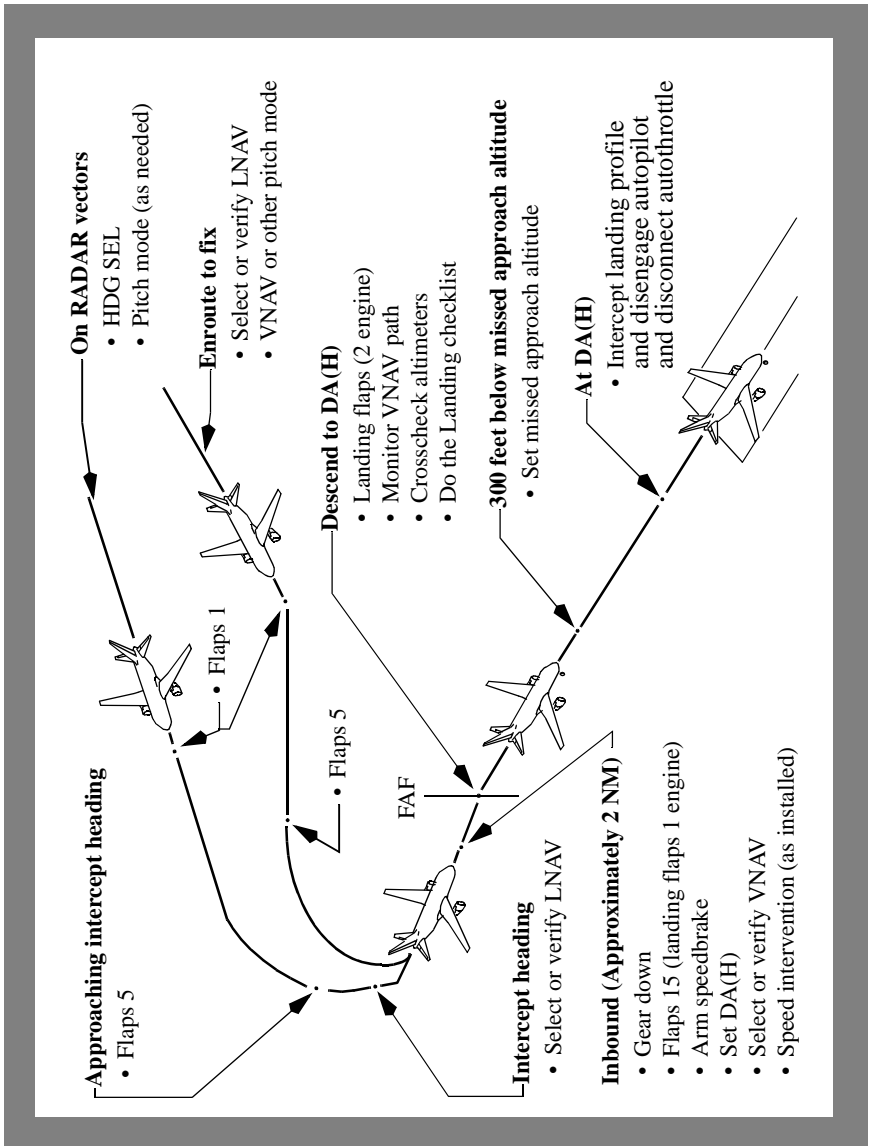 On RADAR vectors
• HDG SEL
• Pitch mode (as needed)
Enroute to fix
• Select or verify LNAV
• VNAV or other pitch mode
• Flaps 1
Approaching intercept heading
• Flaps 5
• Flaps 5
Descend to DA(H)
• Landing flaps (2 engine)
• Monitor VNAV path
• Crosscheck altimeters
• Do the Landing checklist
FAF
Intercept heading
• Select or verify LNAV
300 feet below missed approach altitude
• Set missed approach altitude
Inbound (Approximately 2 NM)
• Gear down
• Flaps 15 (landing flaps 1 engine)
• Arm speedbrake
• Set DA(H)
• Select or verify VNAV
• Speed intervention (as installed)
At DA(H)
• Intercept landing profile
and disengage autopilot
and disconnect autothrottle